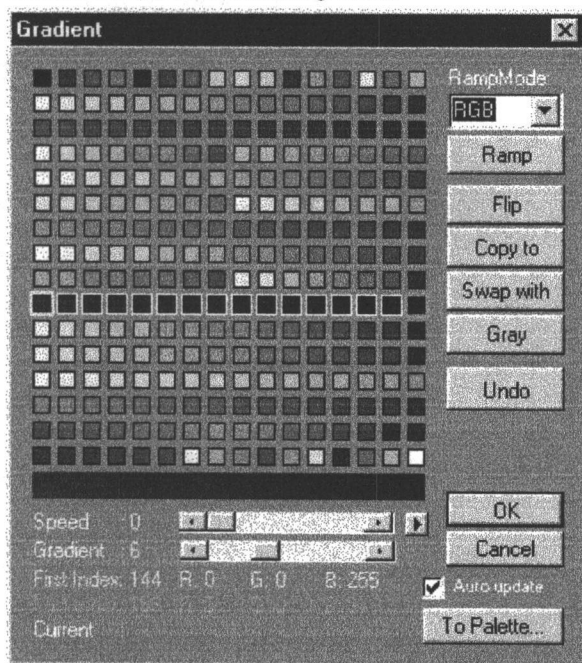 Gradient
RampMode:
RGB
Ramp
Flip
Copy to
Swap with
Gray
Undo
OK
Cancel
Auto update
To Palette...
Speed 0
Gradient 6
First Index: 144 R: 0 G: 0 B: 255
Current